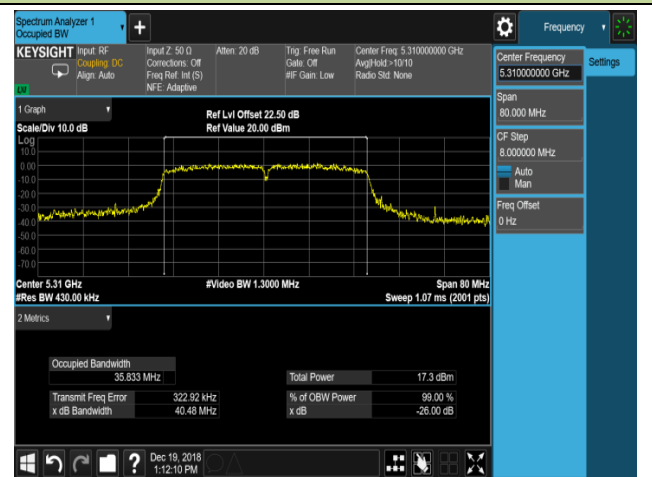 Spectrum Analyzer 1
Occupied BW
Frequency
KEYSIGHT
Input: RF
Coupling: DC
Align: Auto
Input Z: 50 Ω
Corrections: Off
Freq Ref: Int (S)
NFE: Adaptive
Atten: 20 dB
Trig: Free Run
Gate: Off
#IF Gain: Low
Center Freq: 5.310000000 GHz
Avg|Hold:>10/10
Radio Std: None
LVI
Center Frequency
5.310000000 GHz
Settings
Span
80.000 MHz
CF Step
8.000000 MHz
Auto
Man
Freq Offset
0 Hz
1 Graph
Scale/Div 10.0 dB
Ref Lvl Offset 22.50 dB
Ref Value 20.00 dBm
Log
10.0
0.00
-10.0
-20.0
-30.0
-40.0
-50.0
-60.0
-70.0
Center 5.31 GHz
#Res BW 430.00 kHz
#Video BW 1.3000 MHz
Span 80 MHz
Sweep 1.07 ms (2001 pts)
2 Metrics
Occupied Bandwidth
35.833 MHz
Total Power 17.3 dBm
Transmit Freq Error 322.92 kHz
% of OBW Power 99.00 %
x dB Bandwidth 40.48 MHz
x dB -26.00 dB
?
Dec 19, 2018
1:12:10 PM